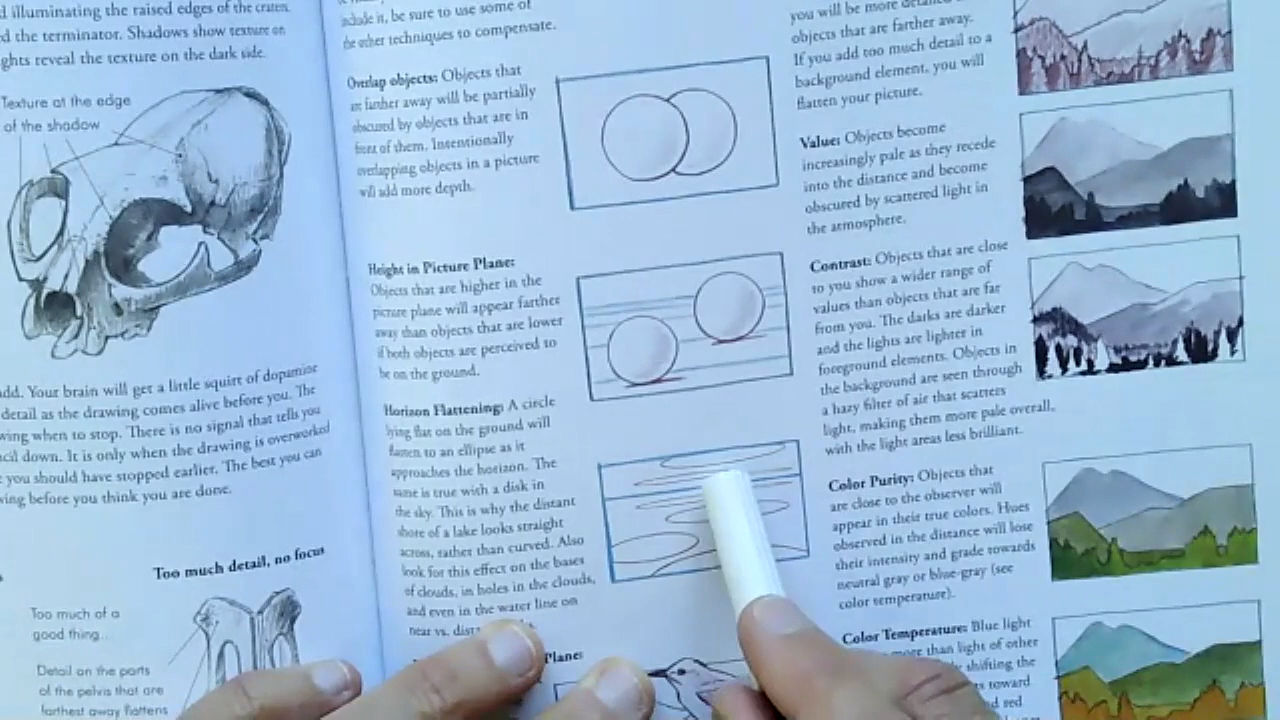 d illuminating the raised edges of the crater,
d the terminator. Shadows show texture on
ghts reveal the texture on the dark side.
Texture at the edge
of the shadow
add. Your brain will get a little squirt of dopamine
detail as the drawing comes alive before you. The
wing when to stop. There is no signal that tells you
cil down. It is only when the drawing is overworked
you should have stopped earlier. The best you can
ving before you think you are done.
Too much detail, no focus
Too much of a
good thing...
Detail on the parts
of the pelvis that are
farthest away flattens
include it, be sure to use some of
the other techniques to compensate.
Overlap objects: Objects that
are farther away will be partially
obscured by objects that are in
front of them. Intentionally
overlapping objects in a picture
will add more depth.
Height in Picture Plane:
Objects that are higher in the
picture plane will appear farther
away than objects that are lower
if both objects are perceived to
be on the ground.
Horizon Flattening: A circle
lying flat on the ground will
flatten to an ellipse as it
approaches the horizon. The
same is true with a disk in
the sky. This is why the distant
shore of a lake looks straight
across, rather than curved. Also
look for this effect on the bases
of clouds, in holes in the clouds,
and even in the water line on
near vs.
Plane:
you will be more
objects that are farther away.
If you add too much detail to a
background element, you will
flatten your picture.
Value: Objects become
increasingly pale as they recede
into the distance and become
obscured by scattered light in
the atmosphere.
Contrast: Objects that are close
to you show a wider range of
values than objects that are far
from you. The darks are darker
and the lights are lighter in
foreground elements. Objects in
the background are seen through
a hazy filter of air that scatters
light, making them more pale overall,
with the light areas less brilliant.
Color Purity: Objects that
are close to the observer will
appear in their true colors. Hues
observed in the distance will lose
their intensity and grade towards
neutral gray or blue-gray (see
color temperature).
Color Temperature: Blue light
more than light of other
shifting the
toward
red